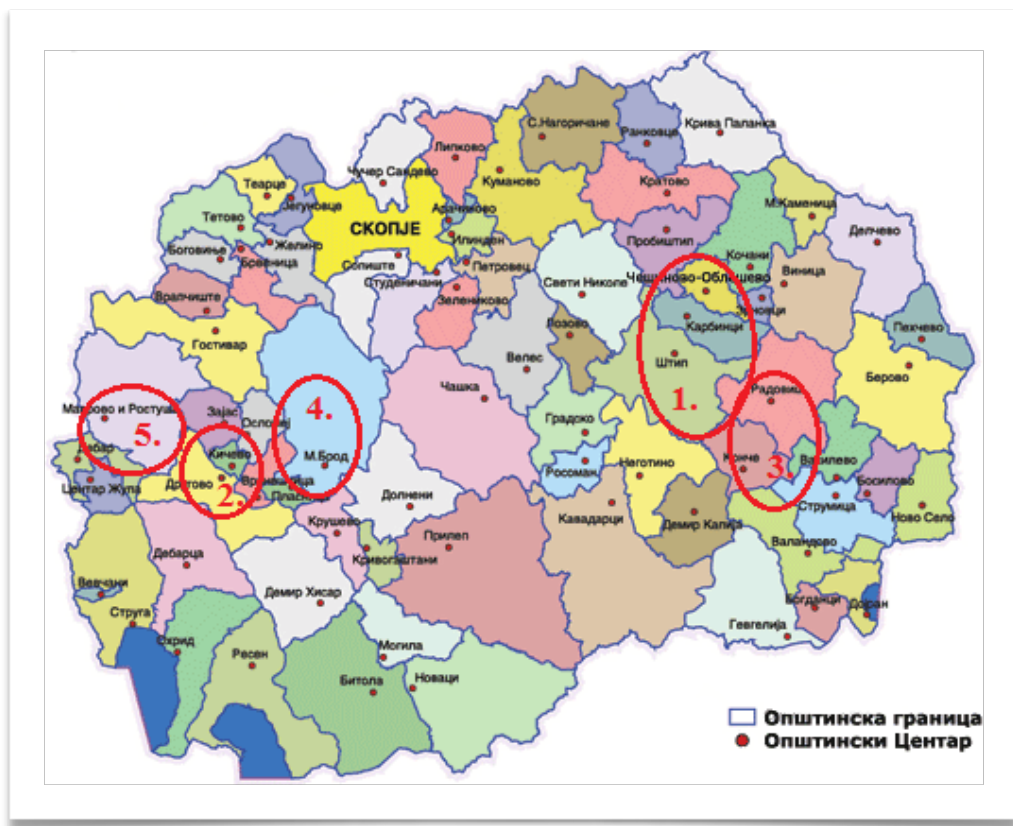 С.Нагоричане
Ранковце
Крива Паланка
Липково
Чучер Сандево
Куманово
Кратово
Теарце
Јегуновце
Арачиново
М.Каменица
Тетово
СКОПЈЕ
Илинден
Пробиштип
Делчево
Желино
Боговиње
Брвеница
Сопиште
Петровец
Кочани
Виница
Студеничани
Свети Николе
Чешиново-Облешево
Врапчиште
Зелениково
Зрновци
Карбинци
Лозово
Пехчево
Гостивар
Велес
Штип
Берово
Чашка
1.
Радовиш
Маврово и Ростуша
Зајас
4.
Осломеј
Градско
5.
Дебар
Кичево
М.Брод
Конче
3.
Василево
Центар Жупа
Другово
2.
Вранештица
Пласница
Росоман
Неготино
Босилово
Долнени
Струмица
Ново Село
Крушево
Кавадарци
Демир Капија
Прилеп
Валандово
Дебарца
Кривогаштани
Вевчани
Демир Хисар
Богданци
Дојран
Струга
Гевгелија
Охрид
Ресен
Могила
Битола
Новаци
Општинска граница
Општински Центар